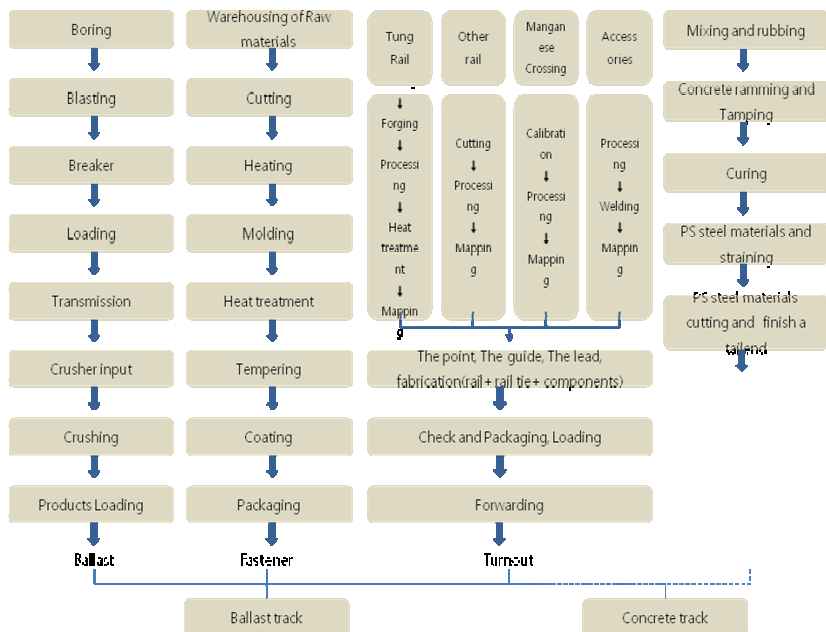 Boring
Blasting
Breaker
Loading
Transmission
Crusher input
Crushing
Products Loading
Ballast
Warehousing of Raw
materials
Cutting
Heating
Molding
Heat treatment
Tempering
Coating
Packaging
Fastener
Tung
Rail
Forging
Processi
ng
Heat
treatme
nt
Mappin
g
Other
rail
Cutting
Processi
ng
Mappin
g
Mangan
ese
Crossing
Calibrati
on
Processi
ng
Mappin
g
Access
ories
Processi
ng
Welding
Mappin
g
The point, The guide, The lead,
fabrication(rail+rail tie+components)
Check and Packaging, Loading
Forwarding
Turnout
Mixing and rubbing
Concrete ramming and
Tamping
Curing
PS steel materials and
straining
PS steel materials
cutting and finish a
tailend
Ballast track
Concrete track